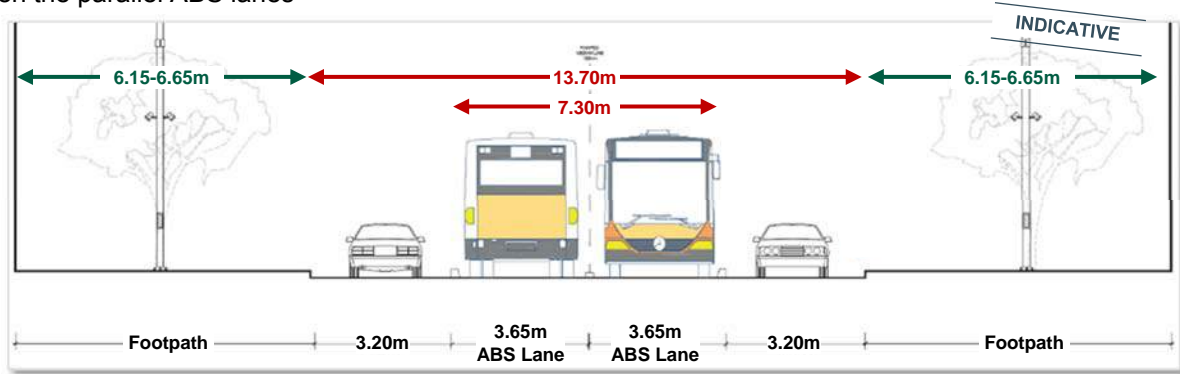 on the parallel ABS lanes
INDICATIVE
6.15-6.65m
13.70m
6.15-6.65m
7.30m
Footpath
3.20m
3.65m
ABS Lane
3.65m
ABS Lane
3.20m
Footpath